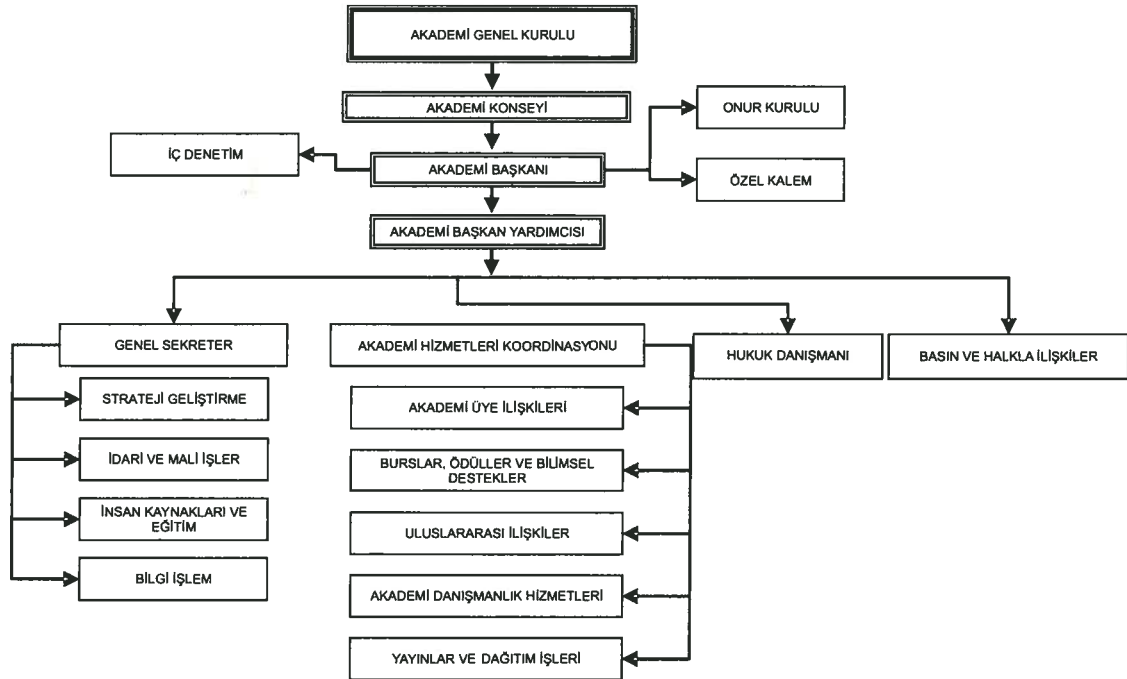 AKADEMİ GENEL KURULU
AKADEMİ KONSEYİ
ONUR KURULU
İÇ DENETİM
AKADEMİ BAŞKANI
ÖZEL KALEM
AKADEMİ BAŞKAN YARDIMCISI
GENEL SEKRETER
AKADEMİ HİZMETLERİ KOORDİNASYONU
HUKUK DANIŞMANI
BASIN VE HALKLA İLİŞKİLER
STRATEJİ GELİŞTİRME
İDARİ VE MALİ İŞLER
İNSAN KAYNAKLARI VE
EĞİTİM
BİLGİ İŞLEM
AKADEMİ ÜYE İLİŞKİLERİ
BURSLAR, ÖDÜLLER VE BİLİMSEL
DESTEKLER
ULUSLARARASI İLİŞKİLER
AKADEMİ DANIŞMANLIK HİZMETLERİ
YAYINLAR VE DAĞITIM İŞLERİ